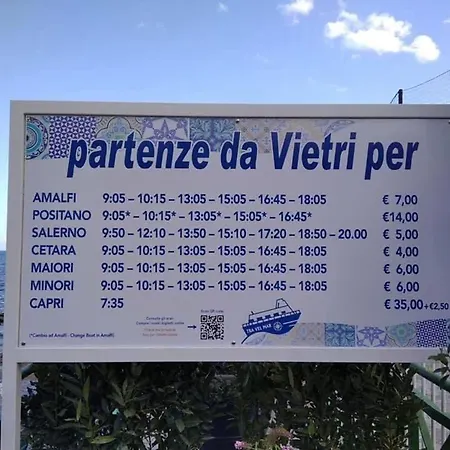 partenze da Vietri per
AMALFI 9:05 – 10:15 – 13:05 – 15:05 – 16:45 – 18:05 € 7,00
POSITANO 9:05* – 10:15* – 13:05* – 15:05* – 16:45* €14,00
SALERNO 9:50 – 12:10 – 13:50 – 15:10 – 17:20 – 18:50 – 20.00 € 5,00
CETARA 9:05 – 10:15 – 13:05 – 15:05 – 16:45 – 18:05 € 4,00
MAIORI 9:05 – 10:15 – 13:05 – 15:05 – 16:45 – 18:05 € 6,00
MINORI 9:05 – 10:15 – 13:05 – 15:05 – 16:45 – 18:05 € 6,00
CAPRI 7:35 € 35,00 +€2,50
TRA VEL MAR
(*Cambio ad Amalfi - Change Boat in Amalfi)